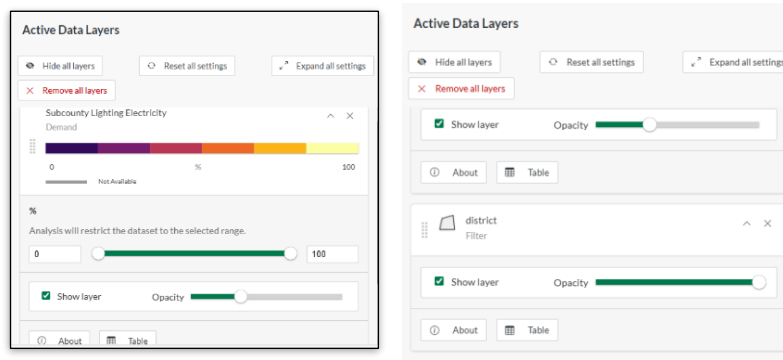 Active Data Layers
Hide all layers
Reset all settings
Expand all settings
Remove all layers
Subcounty Lighting Electricity
Demand
0 % 100
Not Available
%
Analysis will restrict the dataset to the selected range.
0 100
Show layer Opacity
About Table
Active Data Layers
Hide all layers
Reset all settings
Expand all settings
Remove all layers
Show layer Opacity
About Table
district
Filter
Show layer Opacity
About Table